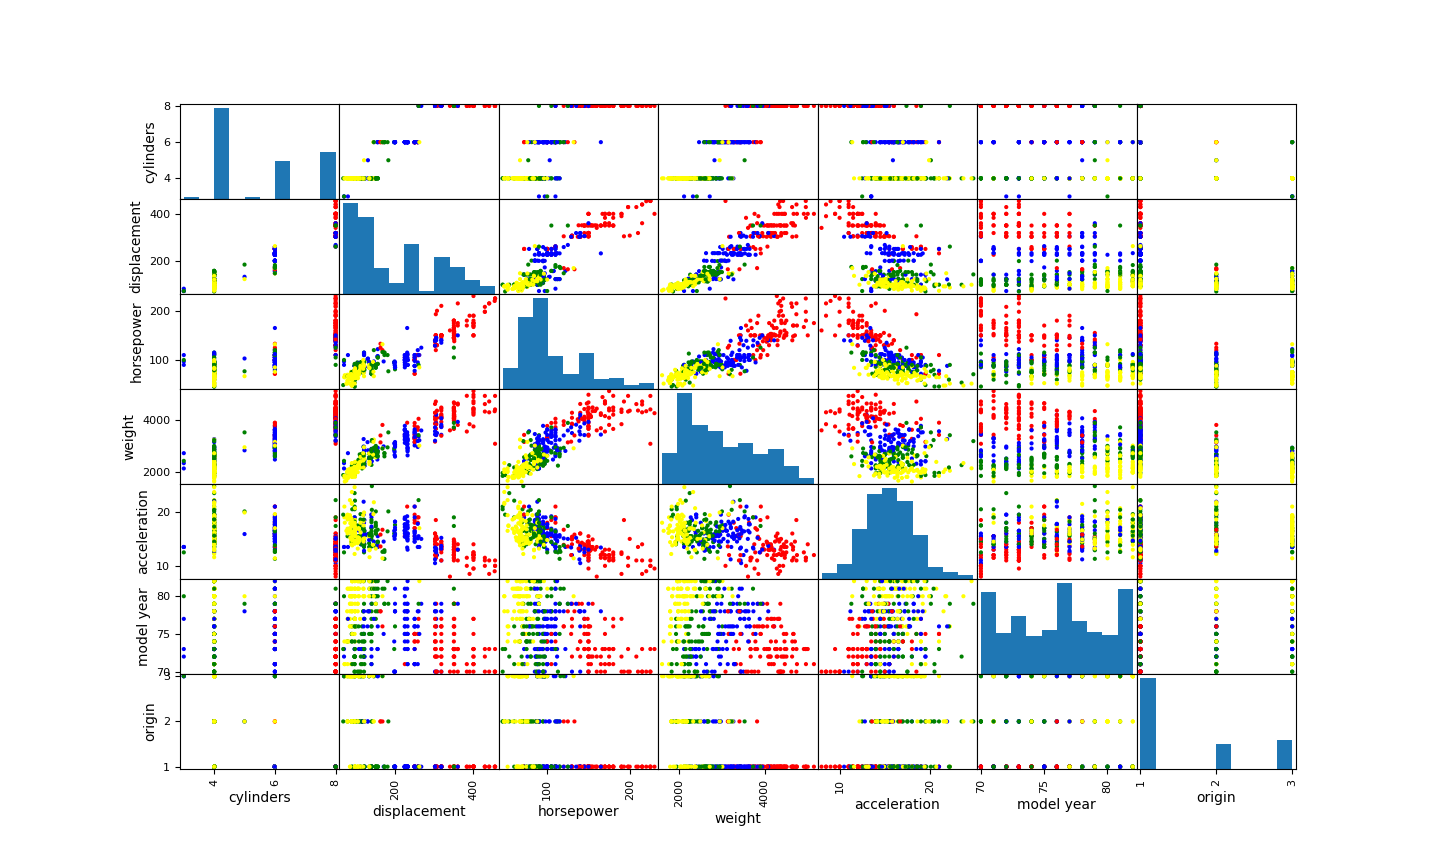 8
6
4
cylinders
400
200
displacement
200
100
horsepower
4000
2000
weight
20
10
acceleration
80
75
70
model year
3
2
1
origin
4 6 8
cylinders
200 400
displacement
100 200
horsepower
2000 4000
weight
10 20
acceleration
70 75 80
model year
1 2 3
origin